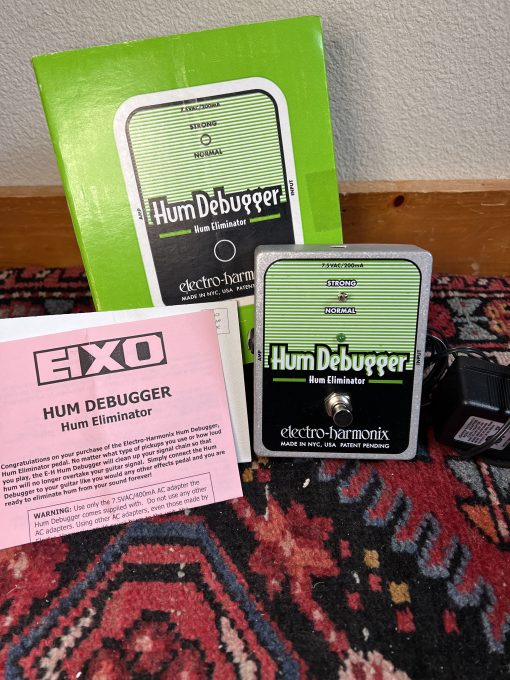 7.5VAC/200mA
STRONG
NORMAL
AMP
INPUT
Hum Debugger
Hum Eliminator
electro-harmonix
MADE IN NYC, USA PATENT
7.5VAC/200mA
STRONG
NORMAL
AMP
INPUT
Hum Debugger
Hum Eliminator
electro-harmonix
MADE IN NYC, USA PATENT PENDING
EHXO
HUM DEBUGGER
Hum Eliminator
Congratulations on your purchase of the Electro-Harmonix Hum Debugger,
Hum Eliminator pedal. No matter what type of pickups you use or how loud
you play, the E-H Hum Debugger will clean up your signal chain so that
hum will no longer overtake your guitar signal. Simply connect the Hum
Debugger to your guitar like you would any other effects pedal and you are
ready to eliminate hum from your sound forever!
WARNING: Use only the 7.5VAC/400mA AC adapter the
Hum Debugger comes supplied with. Do not use any other
AC adapters. Using other AC adapters, even those made by